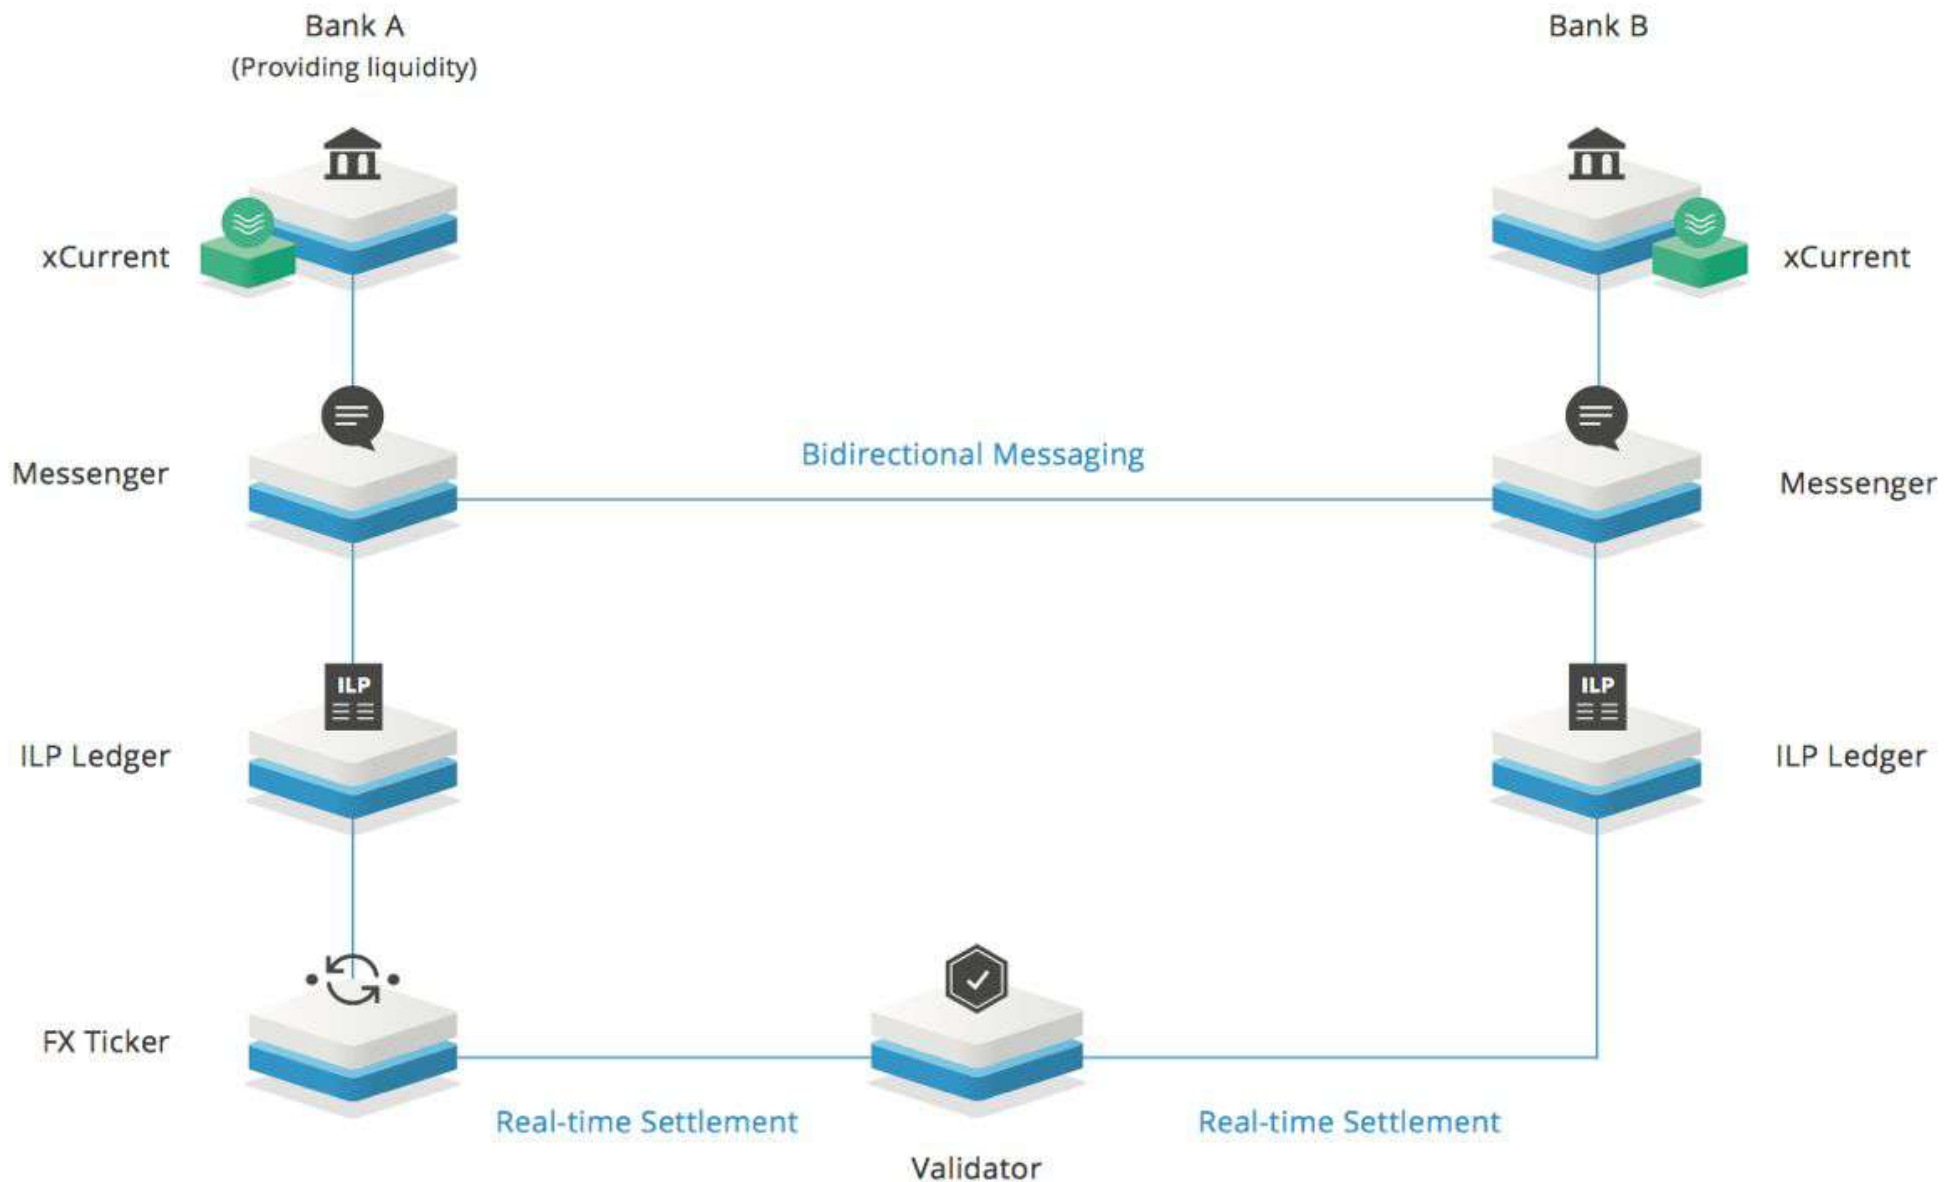 Bank A
(Providing liquidity)
Bank B
xCurrent
xCurrent
Messenger
Bidirectional Messaging
Messenger
ILP
ILP
ILP Ledger
ILP Ledger
FX Ticker
Real-time Settlement
Real-time Settlement
Validator